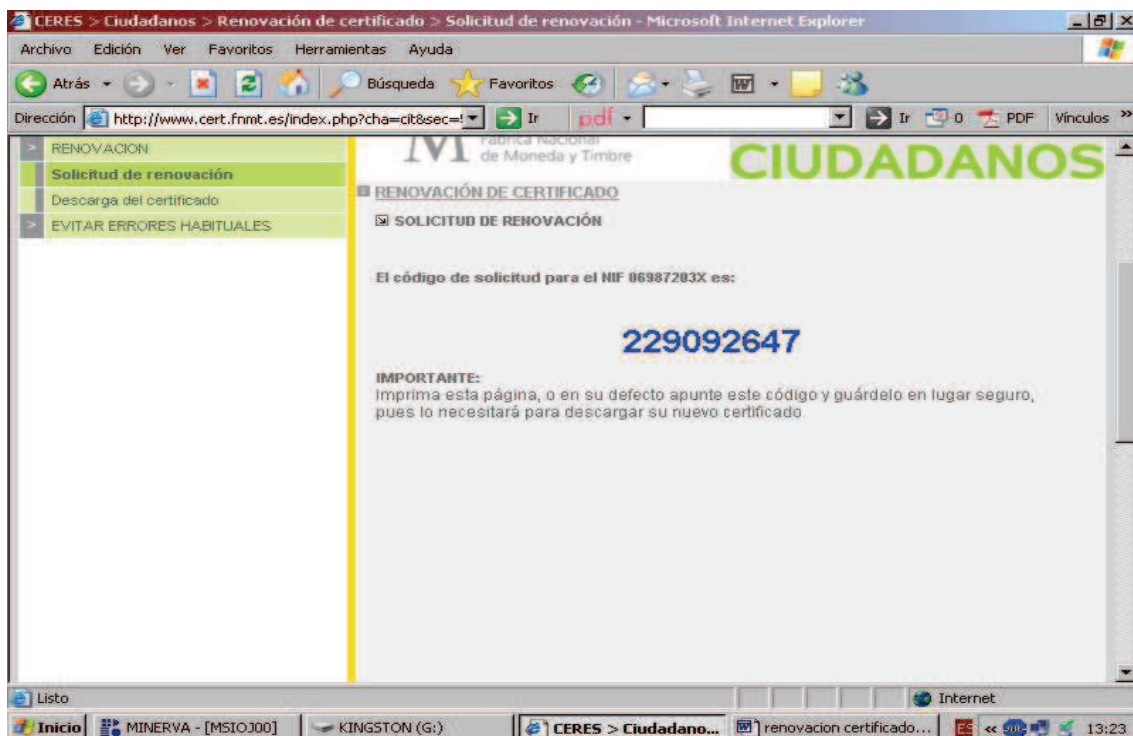 CERES > Ciudadanos > Renovación de certificado > Solicitud de renovación - Microsoft Internet Explorer
Archivo Edición Ver Favoritos Herramientas Ayuda
Atrás Búsqueda Favoritos
Dirección http://www.cert.fnmt.es/index.php?cha=cit&sec= Ir pdf Ir 0 PDF Vínculos »
RENOVACION
Solicitud de renovación
Descarga del certificado
EVITAR ERRORES HABITUALES
Fábrica Nacional
de Moneda y Timbre
CIUDADANOS
RENOVACIÓN DE CERTIFICADO
SOLICITUD DE RENOVACIÓN
El código de solicitud para el NIF 06987203X es:
229092647
IMPORTANTE:
Imprima esta página, o en su defecto apunte este código y guárdelo en lugar seguro,
pues lo necesitará para descargar su nuevo certificado.
Listo Internet
Inicio MINERVA - [MSIOJ00] KINGSTON (G:) CERES > Ciudadano... renovacion certificado... ES « 13:23